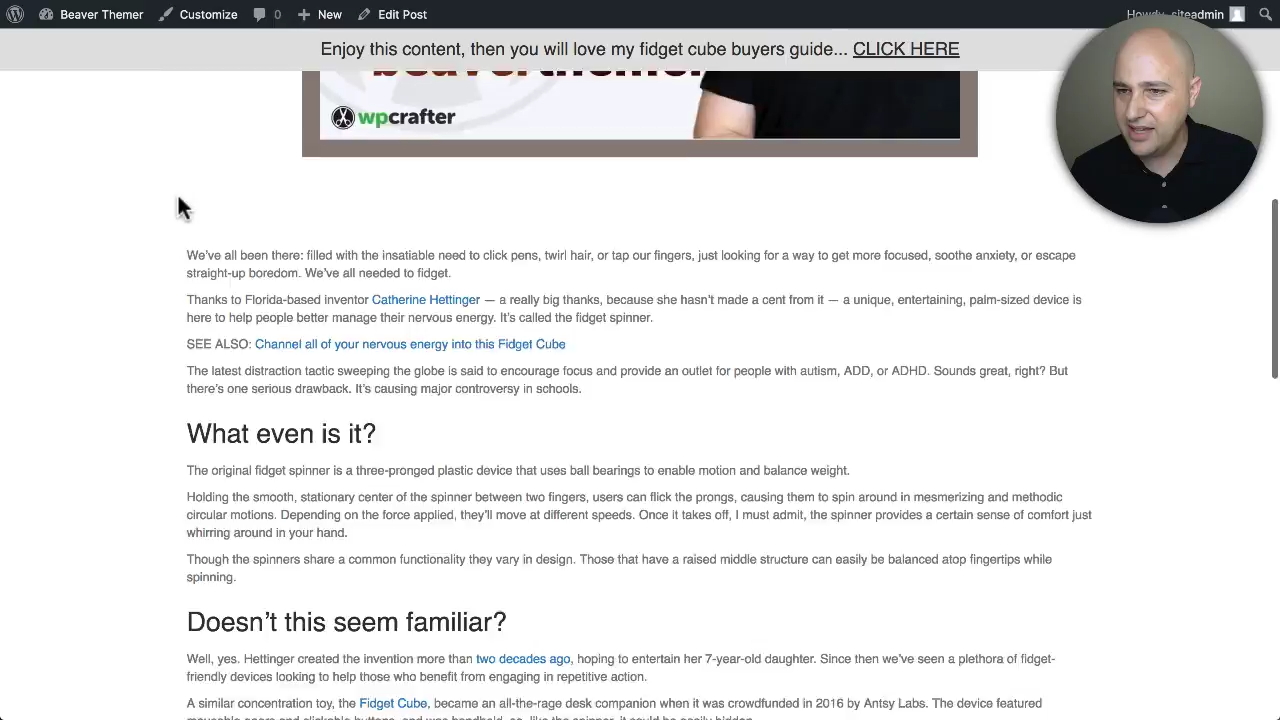 Beaver Themer Customize 0 New Edit Post Howdy, siteadmin
Enjoy this content, then you will love my fidget cube buyers guide... CLICK HERE
beaverthemer
wpcrafter
We've all been there: filled with the insatiable need to click pens, twirl hair, or tap our fingers, just looking for a way to get more focused, soothe anxiety, or escape
straight-up boredom. We've all needed to fidget.
Thanks to Florida-based inventor Catherine Hettinger — a really big thanks, because she hasn't made a cent from it — a unique, entertaining, palm-sized device is
here to help people better manage their nervous energy. It's called the fidget spinner.
SEE ALSO: Channel all of your nervous energy into this Fidget Cube
The latest distraction tactic sweeping the globe is said to encourage focus and provide an outlet for people with autism, ADD, or ADHD. Sounds great, right? But
there's one serious drawback. It's causing major controversy in schools.
What even is it?
The original fidget spinner is a three-pronged plastic device that uses ball bearings to enable motion and balance weight.
Holding the smooth, stationary center of the spinner between two fingers, users can flick the prongs, causing them to spin around in mesmerizing and methodic
circular motions. Depending on the force applied, they'll move at different speeds. Once it takes off, I must admit, the spinner provides a certain sense of comfort just
whirring around in your hand.
Though the spinners share a common functionality they vary in design. Those that have a raised middle structure can easily be balanced atop fingertips while
spinning.
Doesn't this seem familiar?
Well, yes. Hettinger created the invention more than two decades ago, hoping to entertain her 7-year-old daughter. Since then we've seen a plethora of fidget-
friendly devices looking to help those who benefit from engaging in repetitive action.
A similar concentration toy, the Fidget Cube, became an all-the-rage desk companion when it was crowdfunded in 2016 by Antsy Labs. The device featured